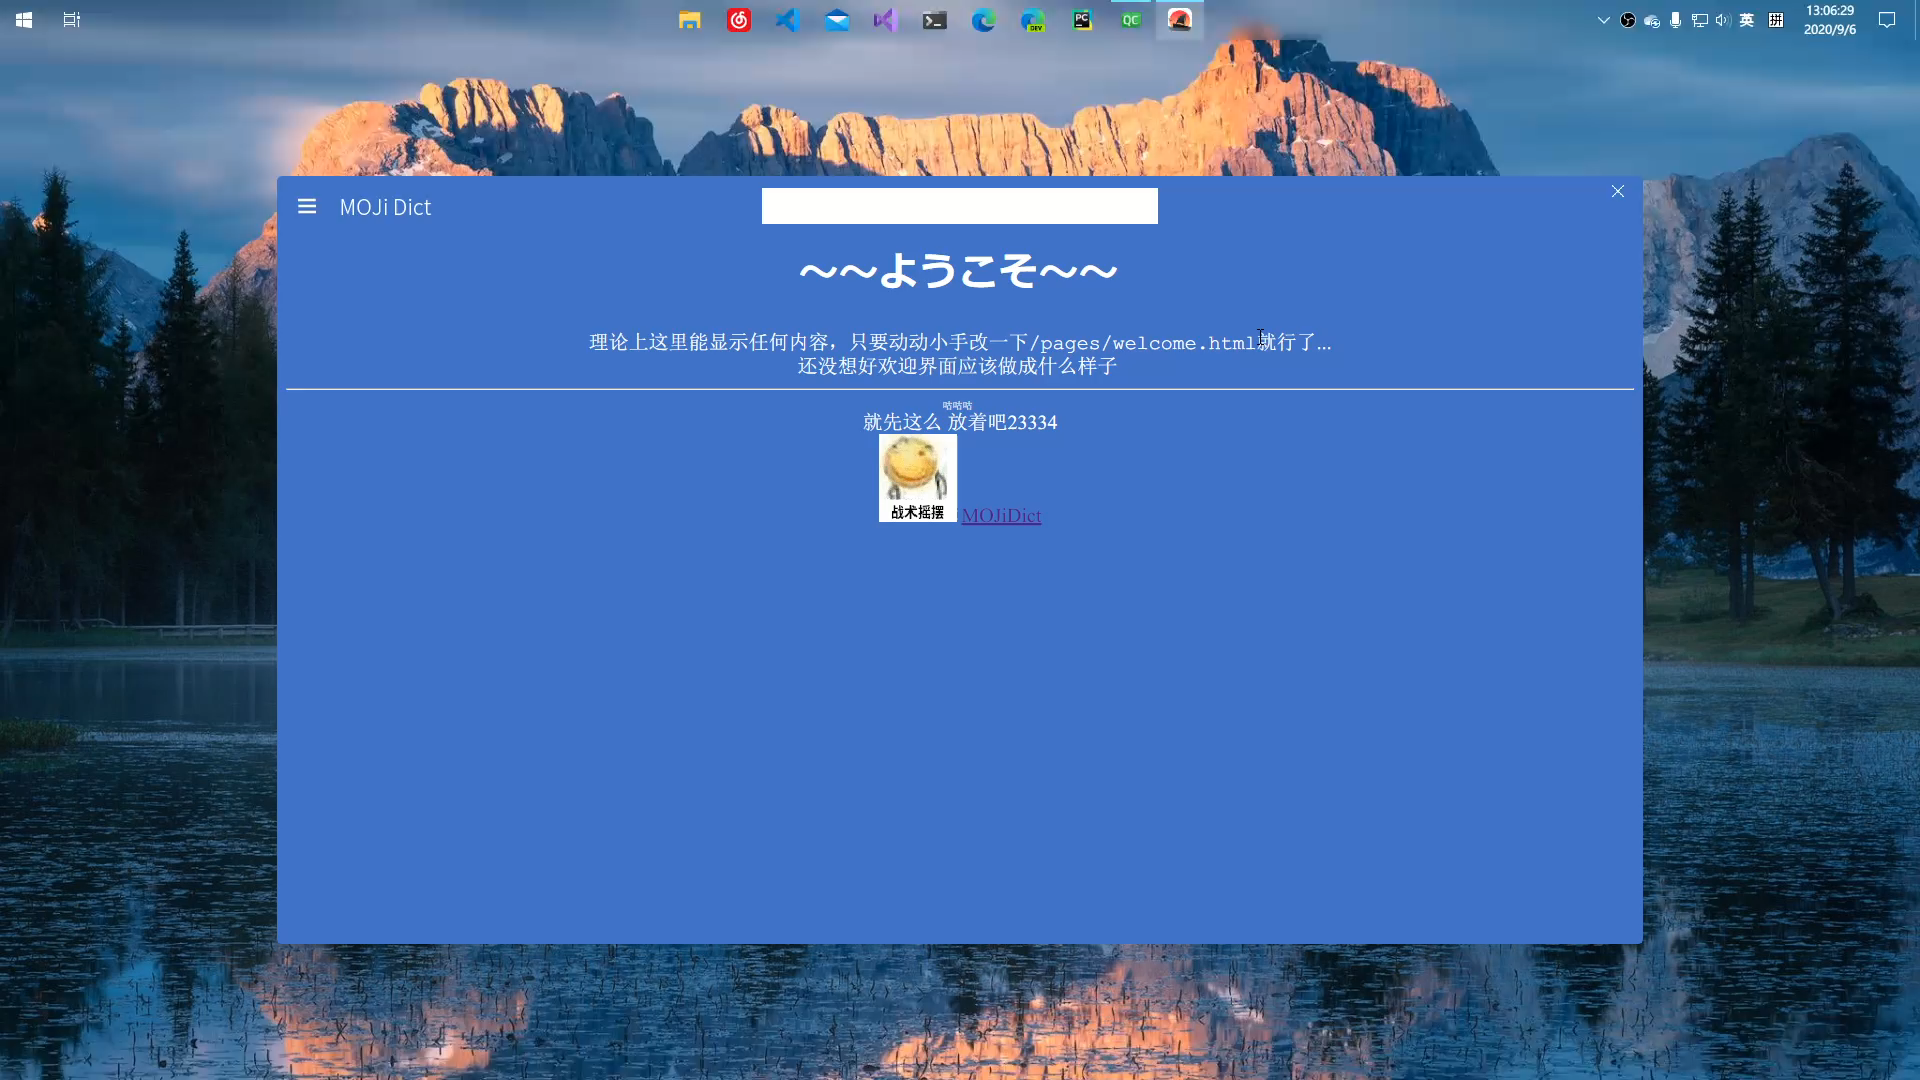 DEV
PC
QC
英
拼
13:06:29
2020/9/6
MOJi Dict
～～ようこそ～～
理论上这里能显示任何内容，只要动动小手改一下/pages/welcome.html就行了...
还没想好欢迎界面应该做成什么样子
咕咕咕
就先这么 放着吧23334
战术摇摆
MOJiDict